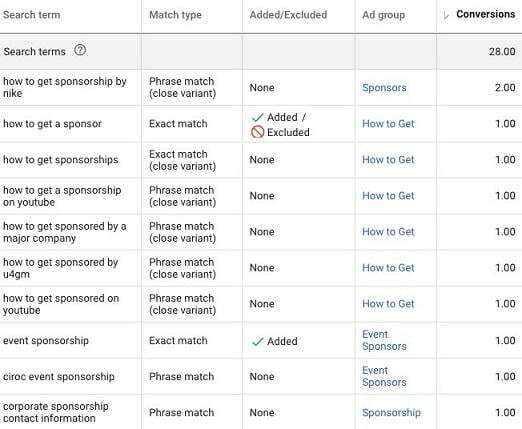 Search term Match type Added/Excluded Ad group Conversions
Search terms ? 28.00
how to get sponsorship by
nike
Phrase match
(close variant)
None
Sponsors
2.00
how to get a sponsor
Exact match
Added /
Excluded
How to Get
1.00
how to get sponsorships
Exact match
(close variant)
None
How to Get
1.00
how to get a sponsorship
on youtube
Phrase match
(close variant)
None
How to Get
1.00
how to get sponsored by a
major company
Phrase match
(close variant)
None
How to Get
1.00
how to get sponsored by
u4gm
Phrase match
(close variant)
None
How to Get
1.00
how to get sponsored on
youtube
Phrase match
(close variant)
None
How to Get
1.00
event sponsorship
Exact match
Added
Event
Sponsors
1.00
ciroc event sponsorship
Phrase match
None
Event
Sponsors
1.00
corporate sponsorship
contact information
Phrase match
None
Sponsorship
1.00